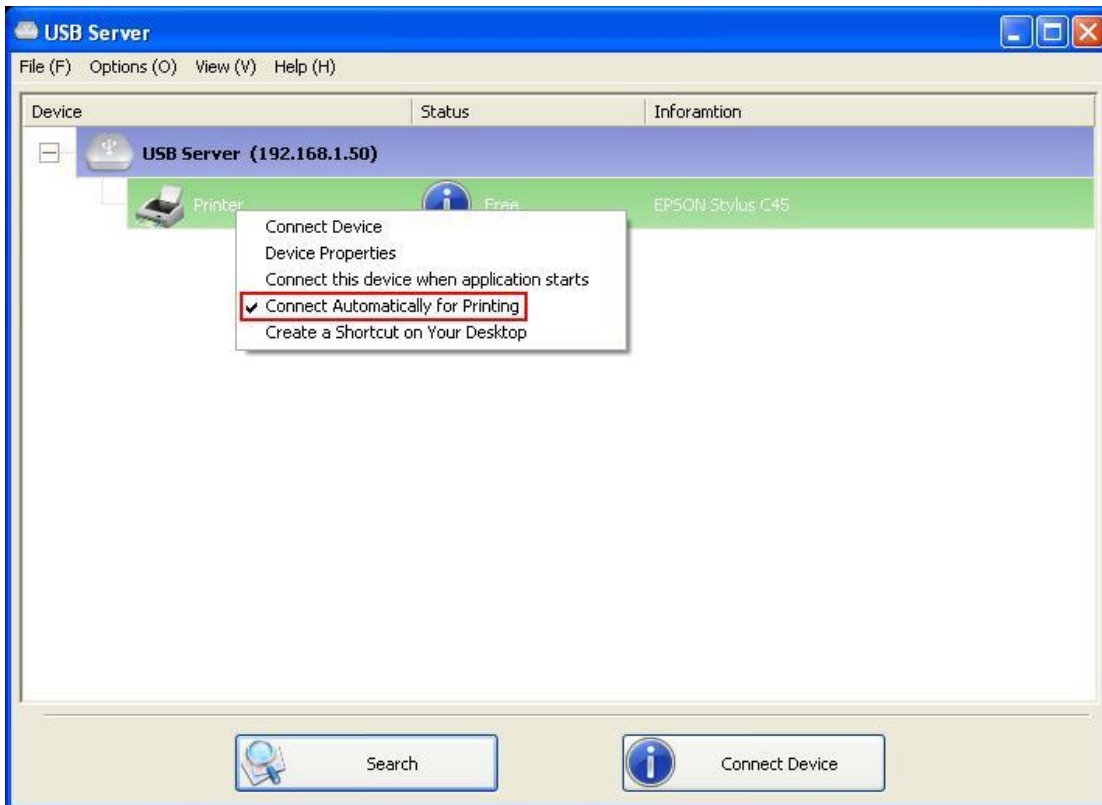 USB Server
File (F) Options (O) View (V) Help (H)
Device Status Inforamtion
USB Server (192.168.1.50)
Printer Free EPSON Stylus C45
Connect Device
Device Properties
Connect this device when application starts
Connect Automatically for Printing
Create a Shortcut on Your Desktop
Search Connect Device